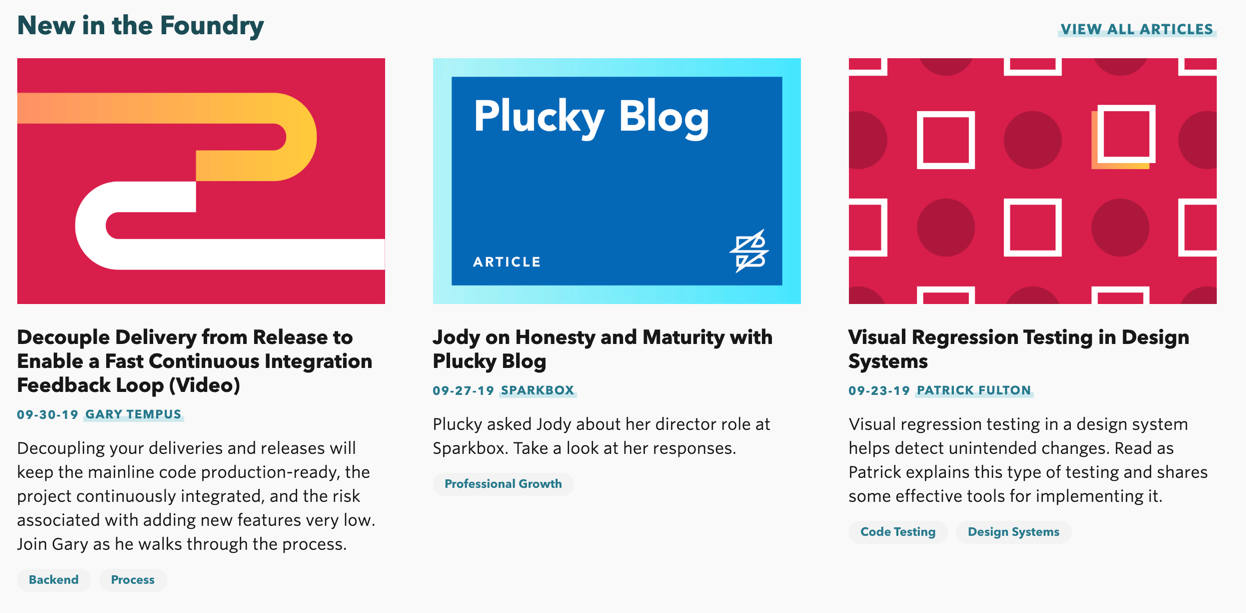 New in the Foundry
VIEW ALL ARTICLES
Decouple Delivery from Release to
Enable a Fast Continuous Integration
Feedback Loop (Video)
09-30-19 GARY TEMPUS
Decoupling your deliveries and releases will
keep the mainline code production-ready, the
project continuously integrated, and the risk
associated with adding new features very low.
Join Gary as he walks through the process.
Backend
Process
Plucky Blog
ARTICLE
Jody on Honesty and Maturity with
Plucky Blog
09-27-19 SPARKBOX
Plucky asked Jody about her director role at
Sparkbox. Take a look at her responses.
Professional Growth
Visual Regression Testing in Design
Systems
09-23-19 PATRICK FULTON
Visual regression testing in a design system
helps detect unintended changes. Read as
Patrick explains this type of testing and shares
some effective tools for implementing it.
Code Testing
Design Systems